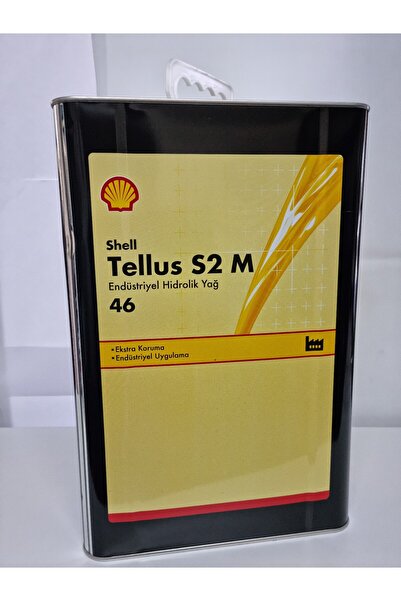 Shell
Tellus S2 M
Endüstriyel Hidrolik Yağ
46
•Ekstra Koruma
•Endüstriyel Uygulama